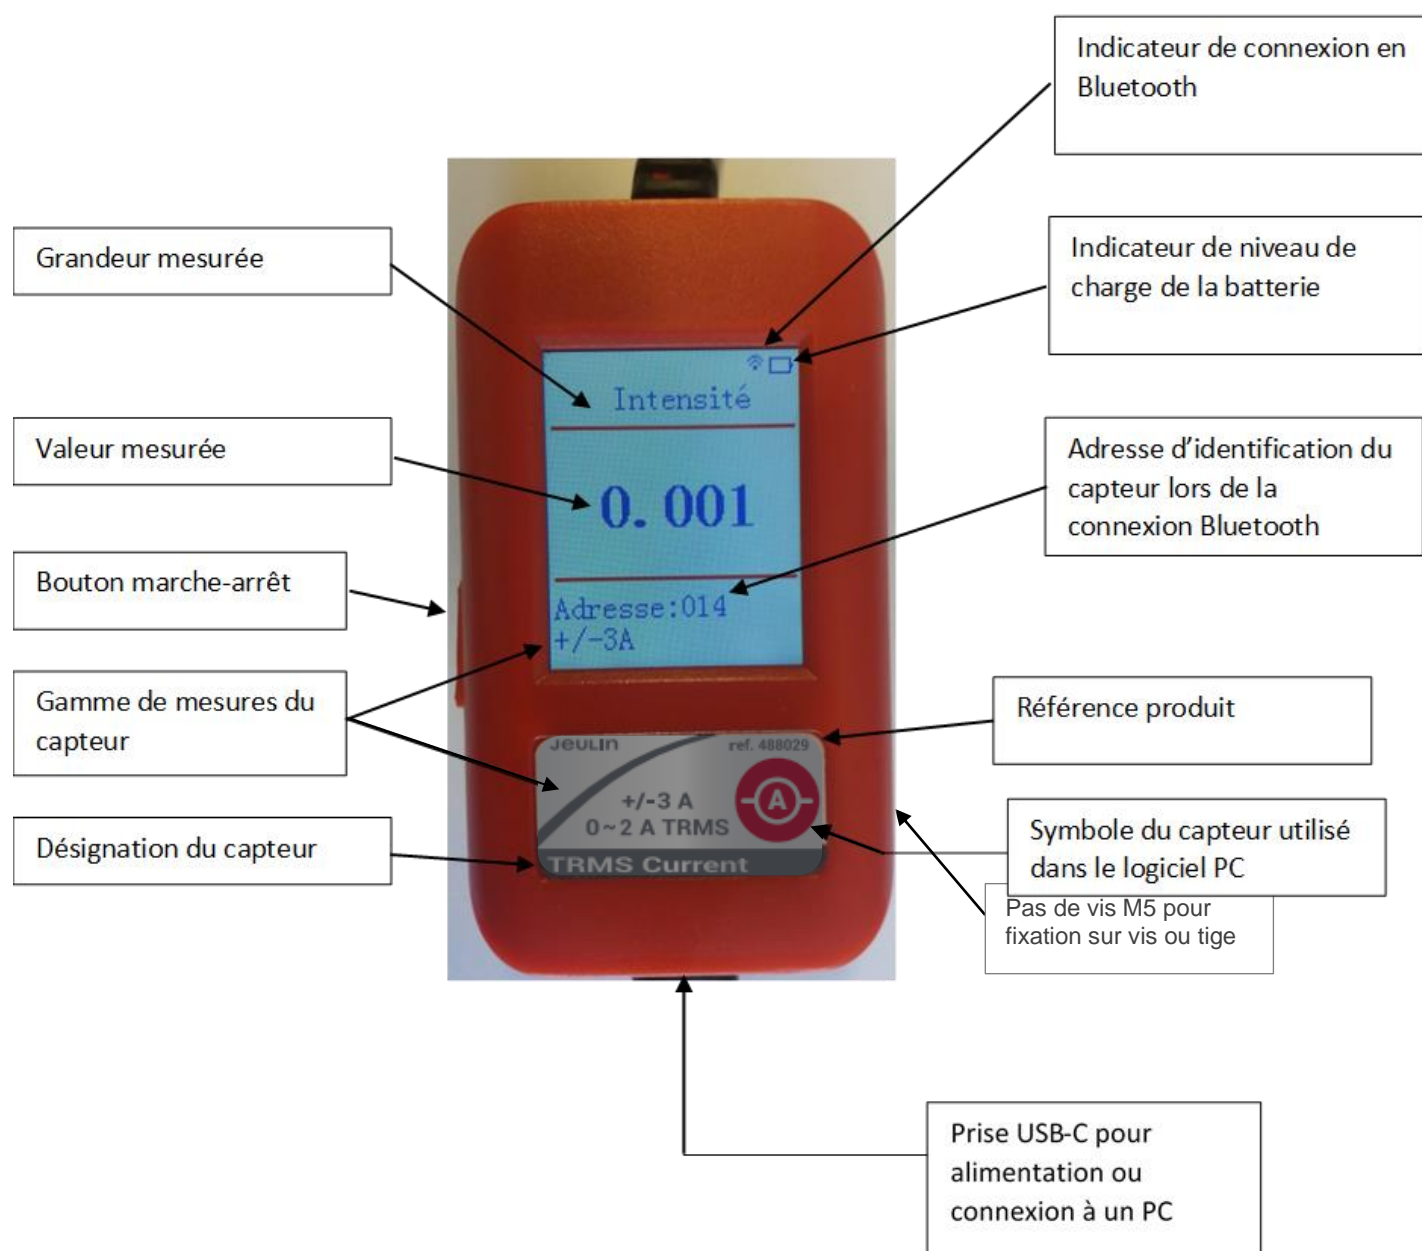 Indicateur de connexion en
Bluetooth
Grandeur mesurée
Indicateur de niveau de
charge de la batterie
Intensité
Valeur mesurée
0.001
Adresse d'identification du
capteur lors de la
connexion Bluetooth
Bouton marche-arrêt
Adresse:014
+/-3A
Gamme de mesures du
capteur
Référence produit
JEULIN
ref. 488029
+/-3 A
0~2 A TRMS
A
TRMS Current
Désignation du capteur
Symbole du capteur utilisé
dans le logiciel PC
Pas de vis M5 pour
fixation sur vis ou tige
Prise USB-C pour
alimentation ou
connexion à un PC